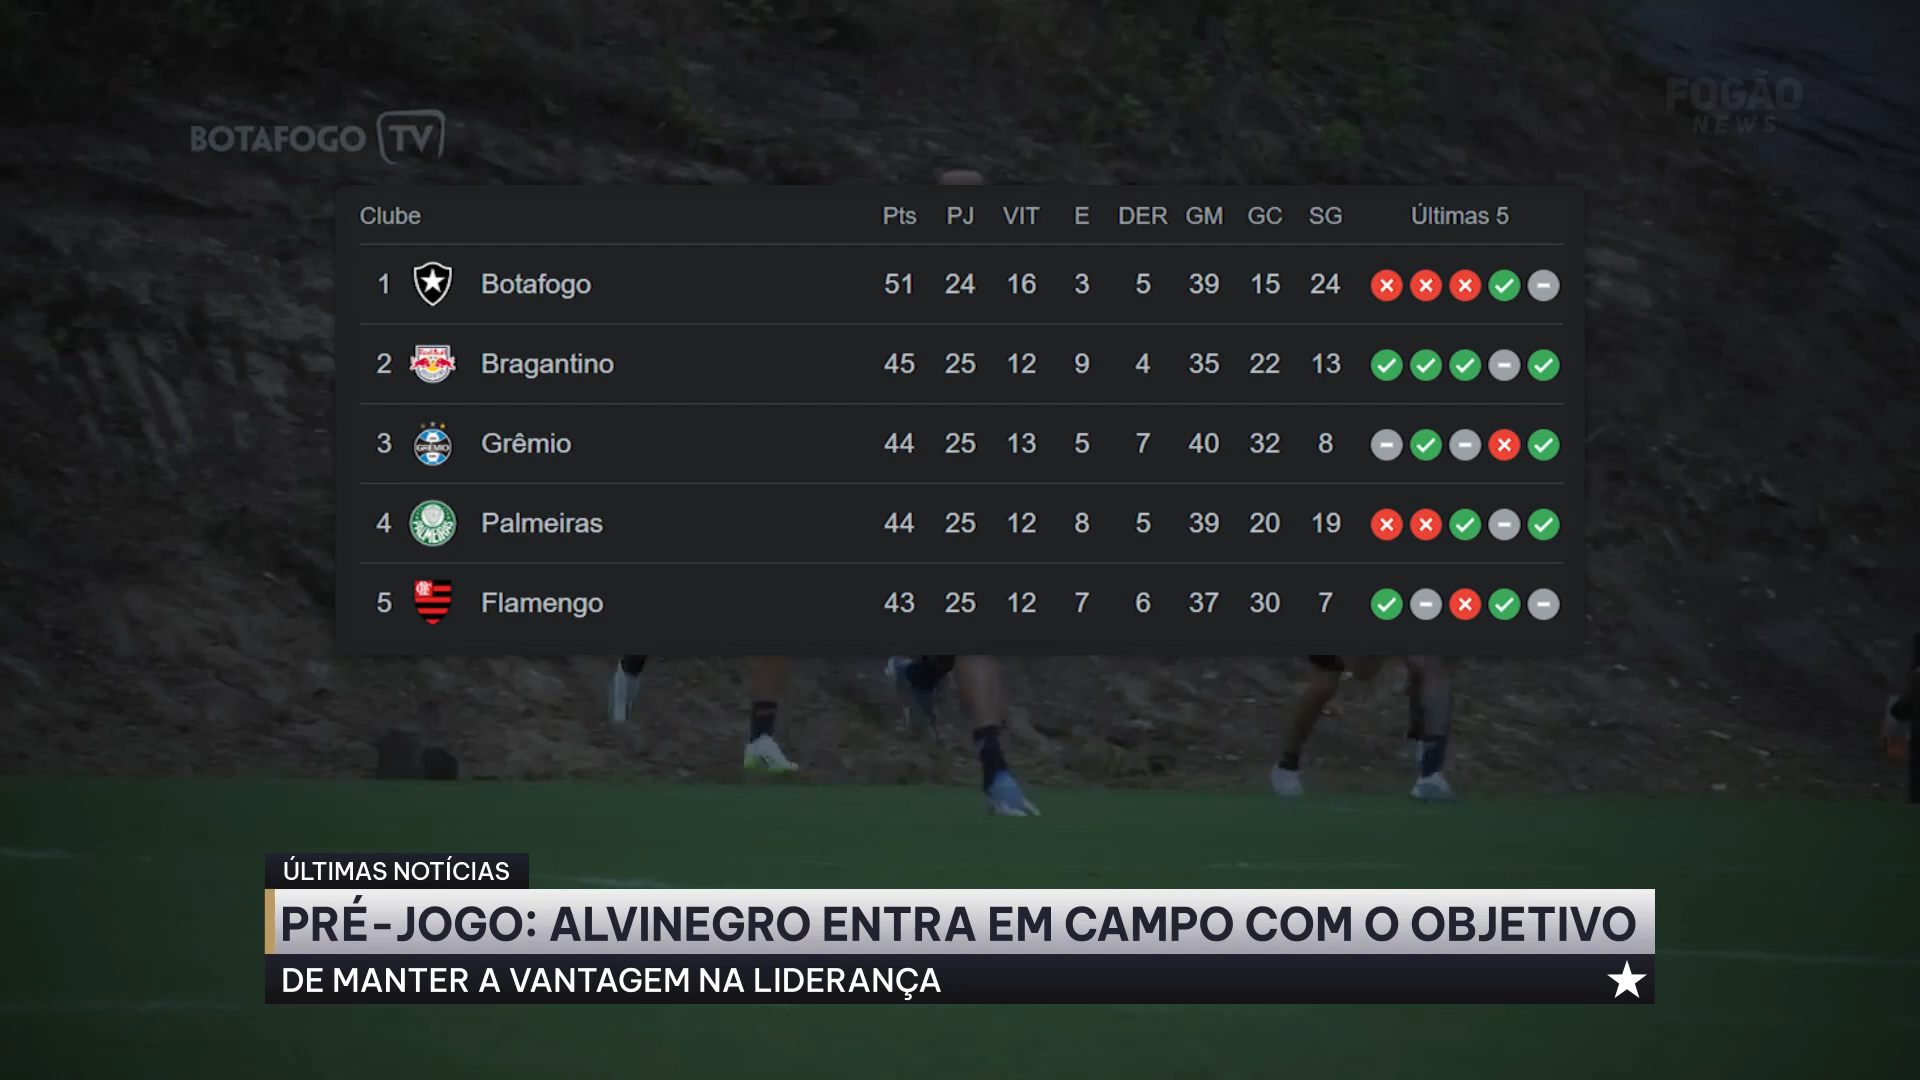 FOGÃO
NEWS
BOTAFOGO TV
Clube Pts PJ VIT E DER GM GC SG Últimas 5
1 Botafogo 51 24 16 3 5 39 15 24
2 Bragantino 45 25 12 9 4 35 22 13
3 GRÊMIO Grêmio 44 25 13 5 7 40 32 8
4 PALMEIRAS Palmeiras 44 25 12 8 5 39 20 19
5 Flamengo 43 25 12 7 6 37 30 7
ÚLTIMAS NOTÍCIAS
PRÉ-JOGO: ALVINEGRO ENTRA EM CAMPO COM O OBJETIVO
DE MANTER A VANTAGEM NA LIDERANÇA